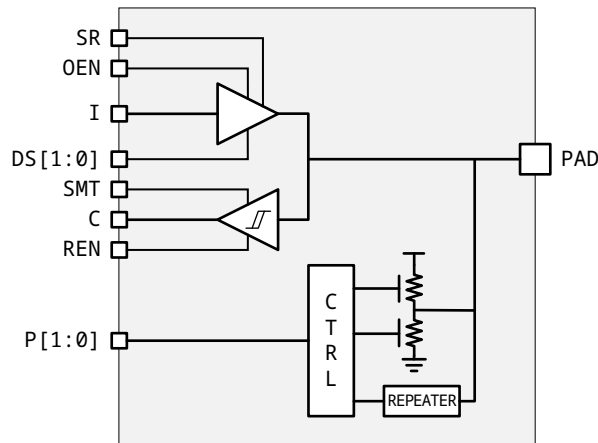 SR
OEN
I
DS[1:0]
PAD
SMT
C
REN
P[1:0]
C
T
R
L
REPEATER